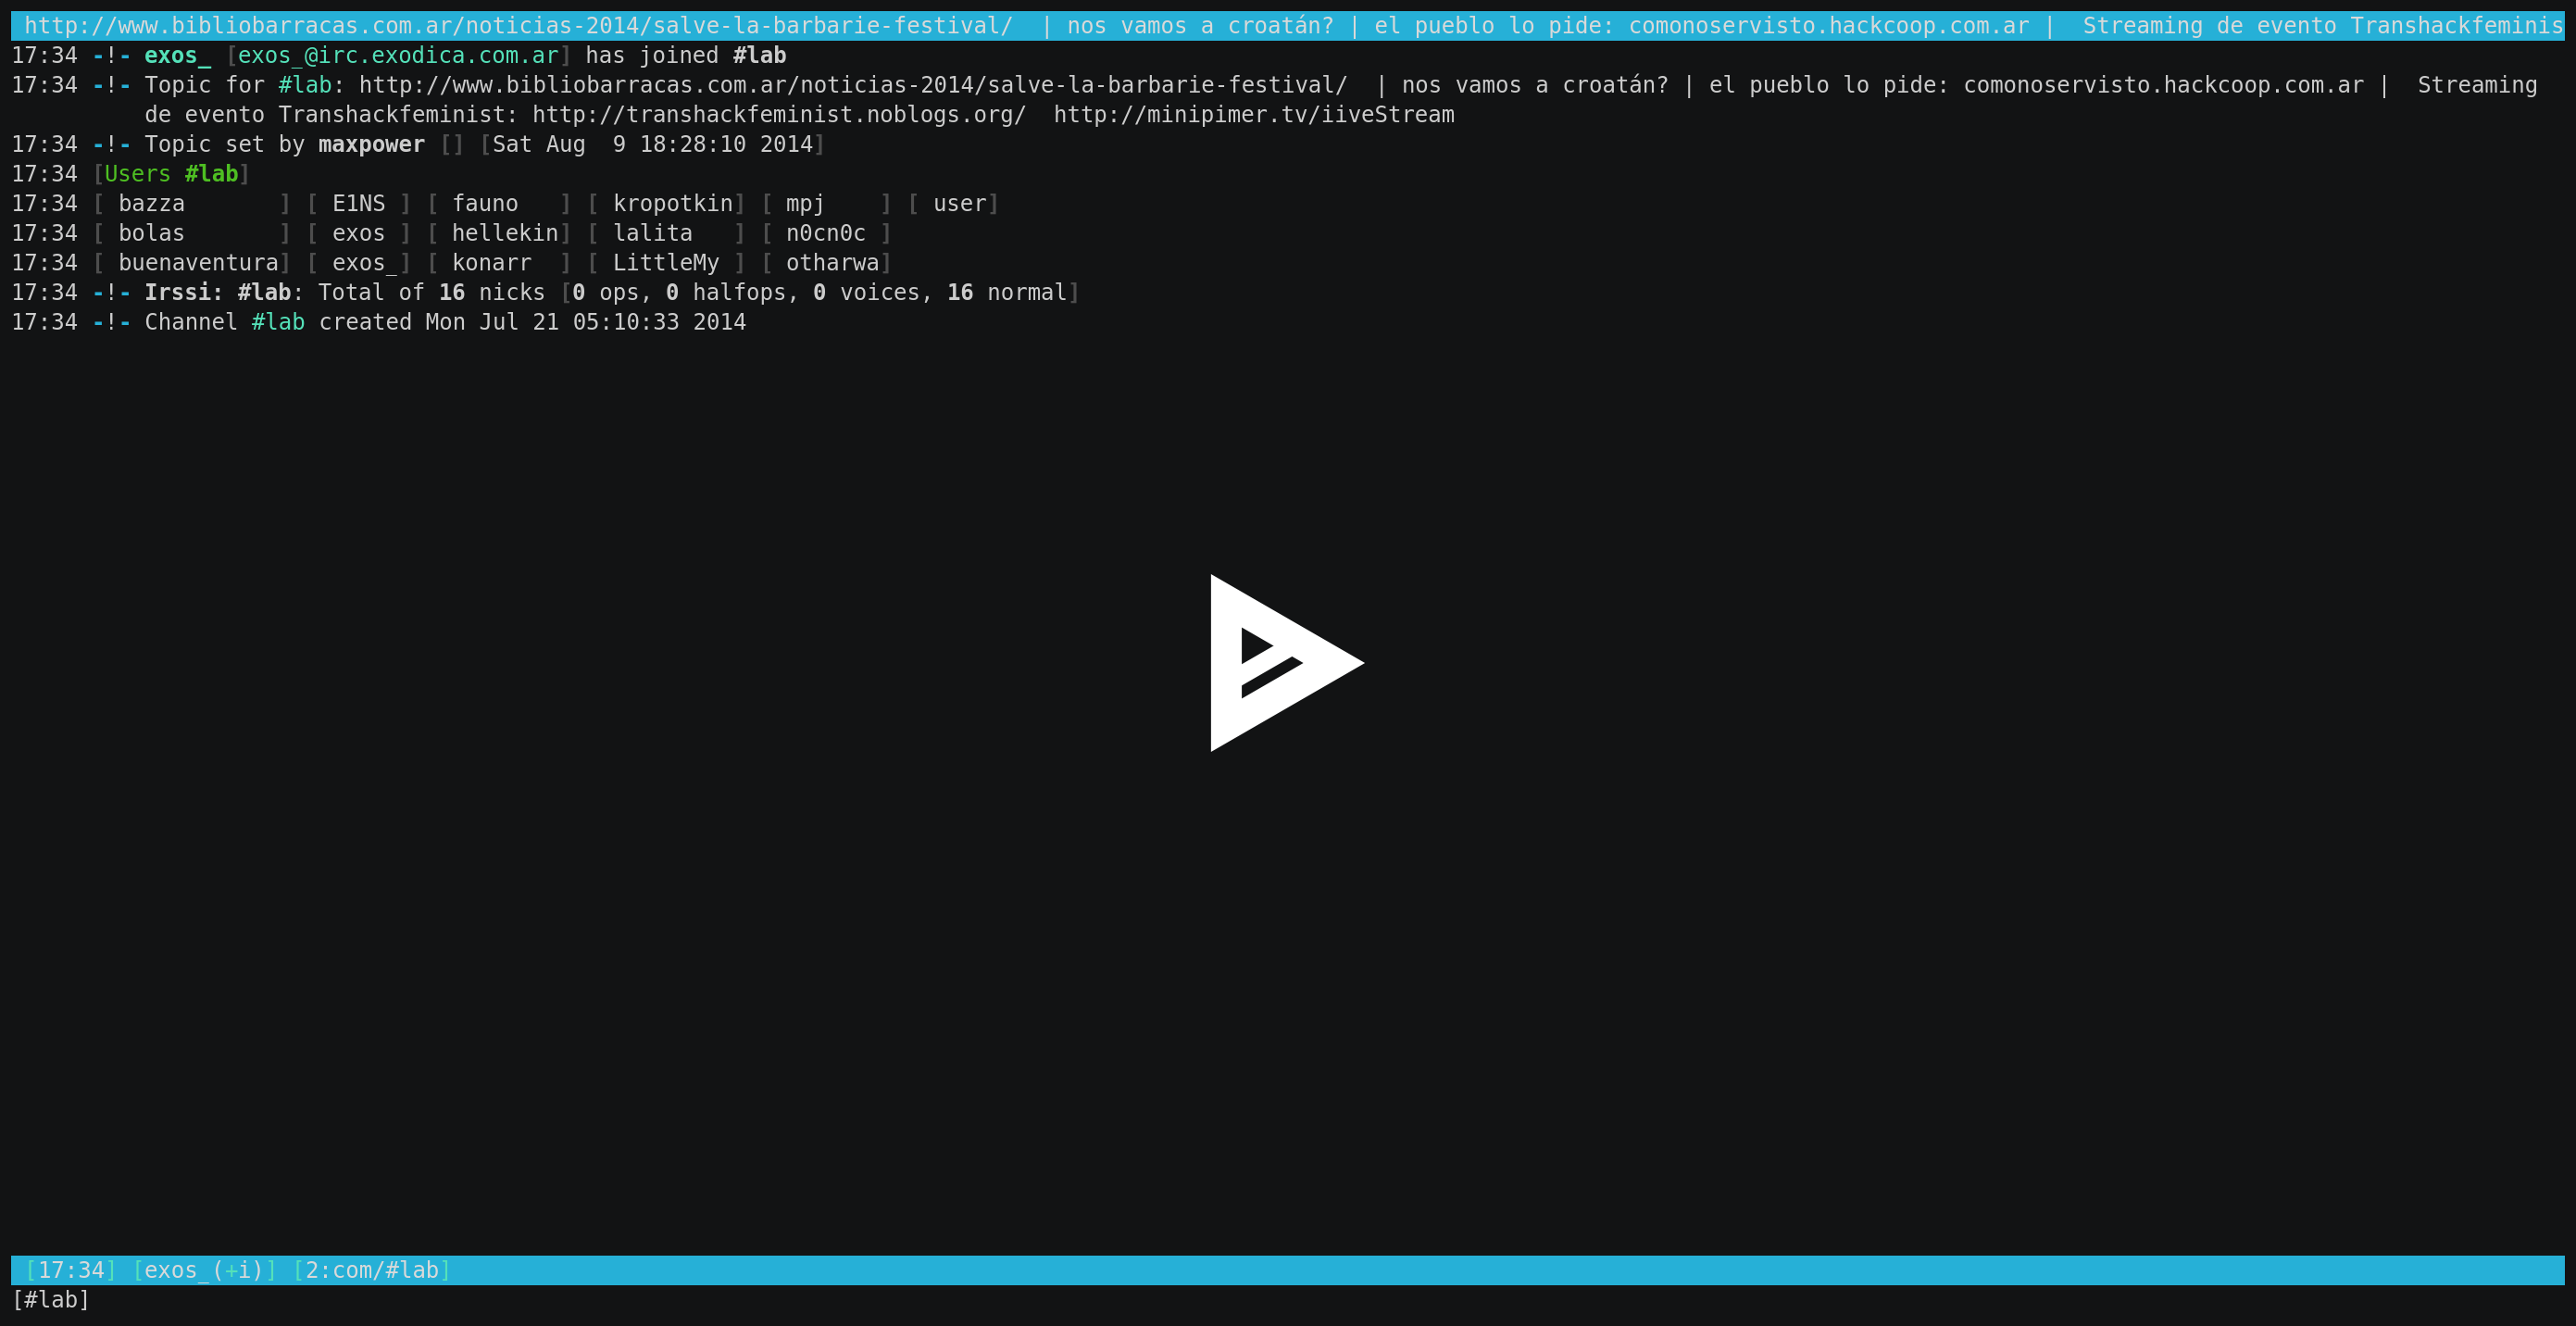 http://www.bibliobarracas.com.ar/noticias-2014/salve-la-barbarie-festival/  | nos vamos a croatán? | el pueblo lo pide: comonoservisto.hackcoop.com.ar |  Streaming de evento Transhackfeminis
17:34 -!- exos_ [exos_@irc.exodica.com.ar] has joined #lab
17:34 -!- Topic for #lab: http://www.bibliobarracas.com.ar/noticias-2014/salve-la-barbarie-festival/  | nos vamos a croatán? | el pueblo lo pide: comonoservisto.hackcoop.com.ar |  Streaming
de evento Transhackfeminist: http://transhackfeminist.noblogs.org/  http://minipimer.tv/iiveStream
17:34 -!- Topic set by maxpower [] [Sat Aug  9 18:28:10 2014]
17:34 [Users #lab]
17:34 [ bazza       ] [ E1NS ] [ fauno   ] [ kropotkin] [ mpj    ] [ user]
17:34 [ bolas       ] [ exos ] [ hellekin] [ lalita   ] [ n0cn0c ]
17:34 [ buenaventura] [ exos_] [ konarr  ] [ LittleMy ] [ otharwa]
17:34 -!- Irssi: #lab: Total of 16 nicks [0 ops, 0 halfops, 0 voices, 16 normal]
17:34 -!- Channel #lab created Mon Jul 21 05:10:33 2014
[17:34] [exos_(+i)] [2:com/#lab]
[#lab]